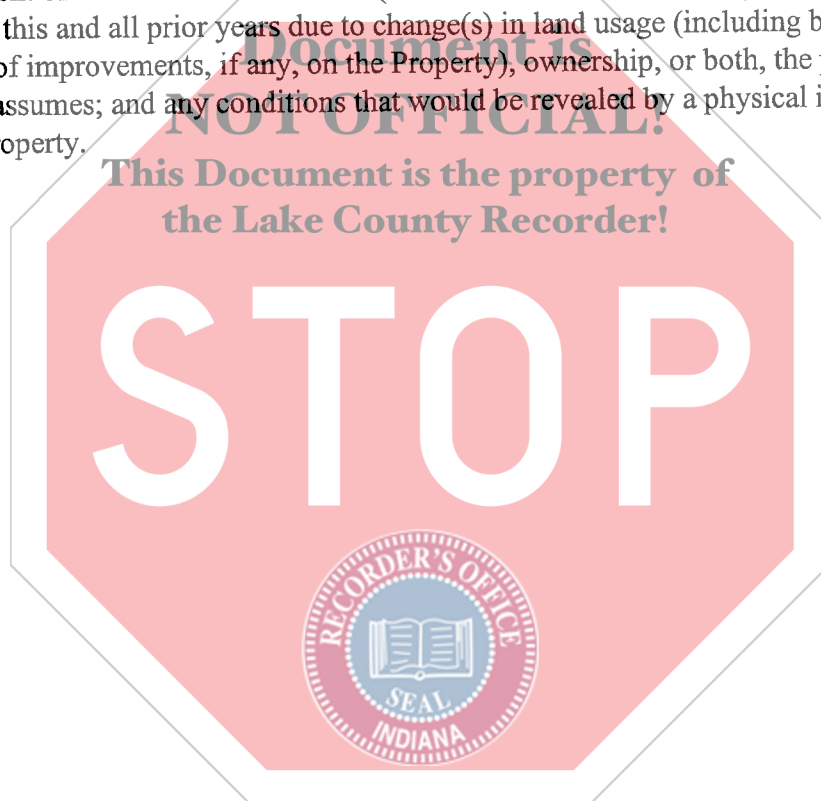 this and all prior years due to change(s) in land usage (including b
Document is
of improvements, if any, on the Property), ownership, or both, the
assumes; and any conditions that would be revealed by a physical i
NOT OFFICIAL!
operty.
This Document is the property of
the Lake County Recorder!
STOP
RECORDER'S OFFICE
SEAL
INDIANA